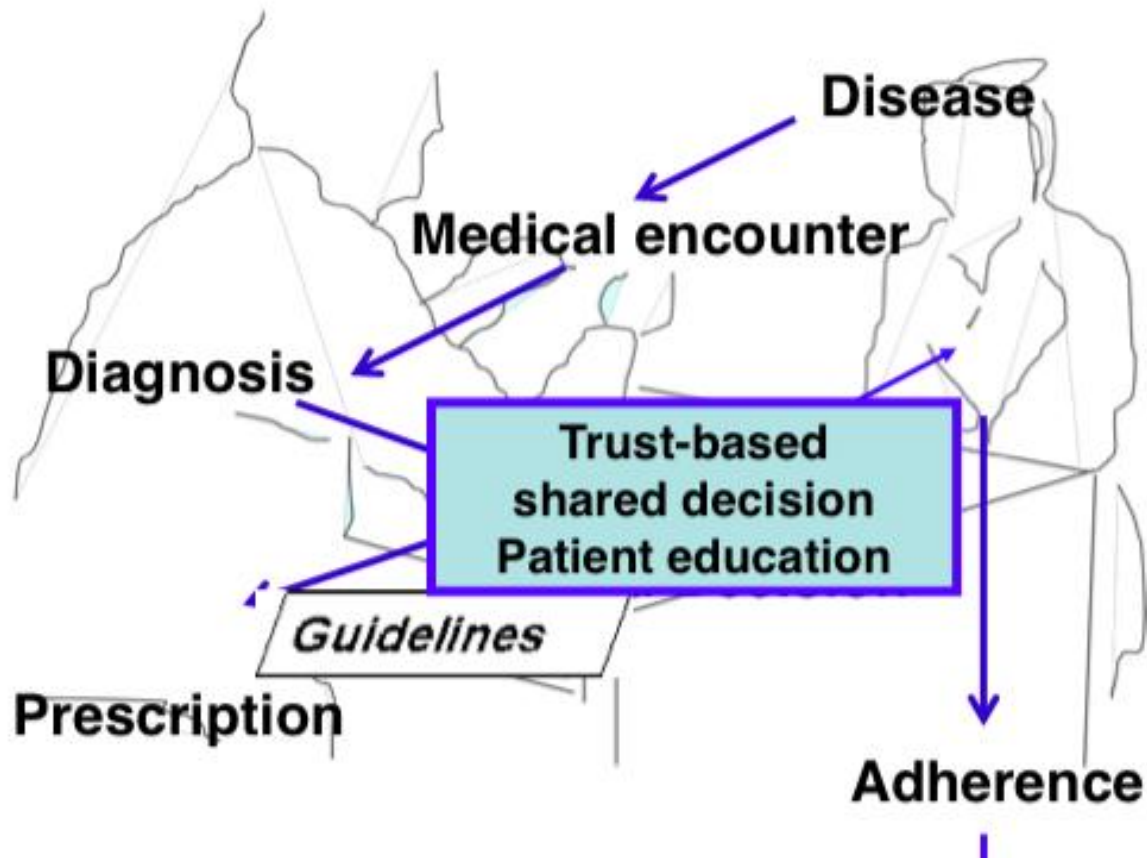 Disease
Medical encounter
Diagnosis
Trust-based
shared decision
Patient education
Guidelines
Prescription
Adherence